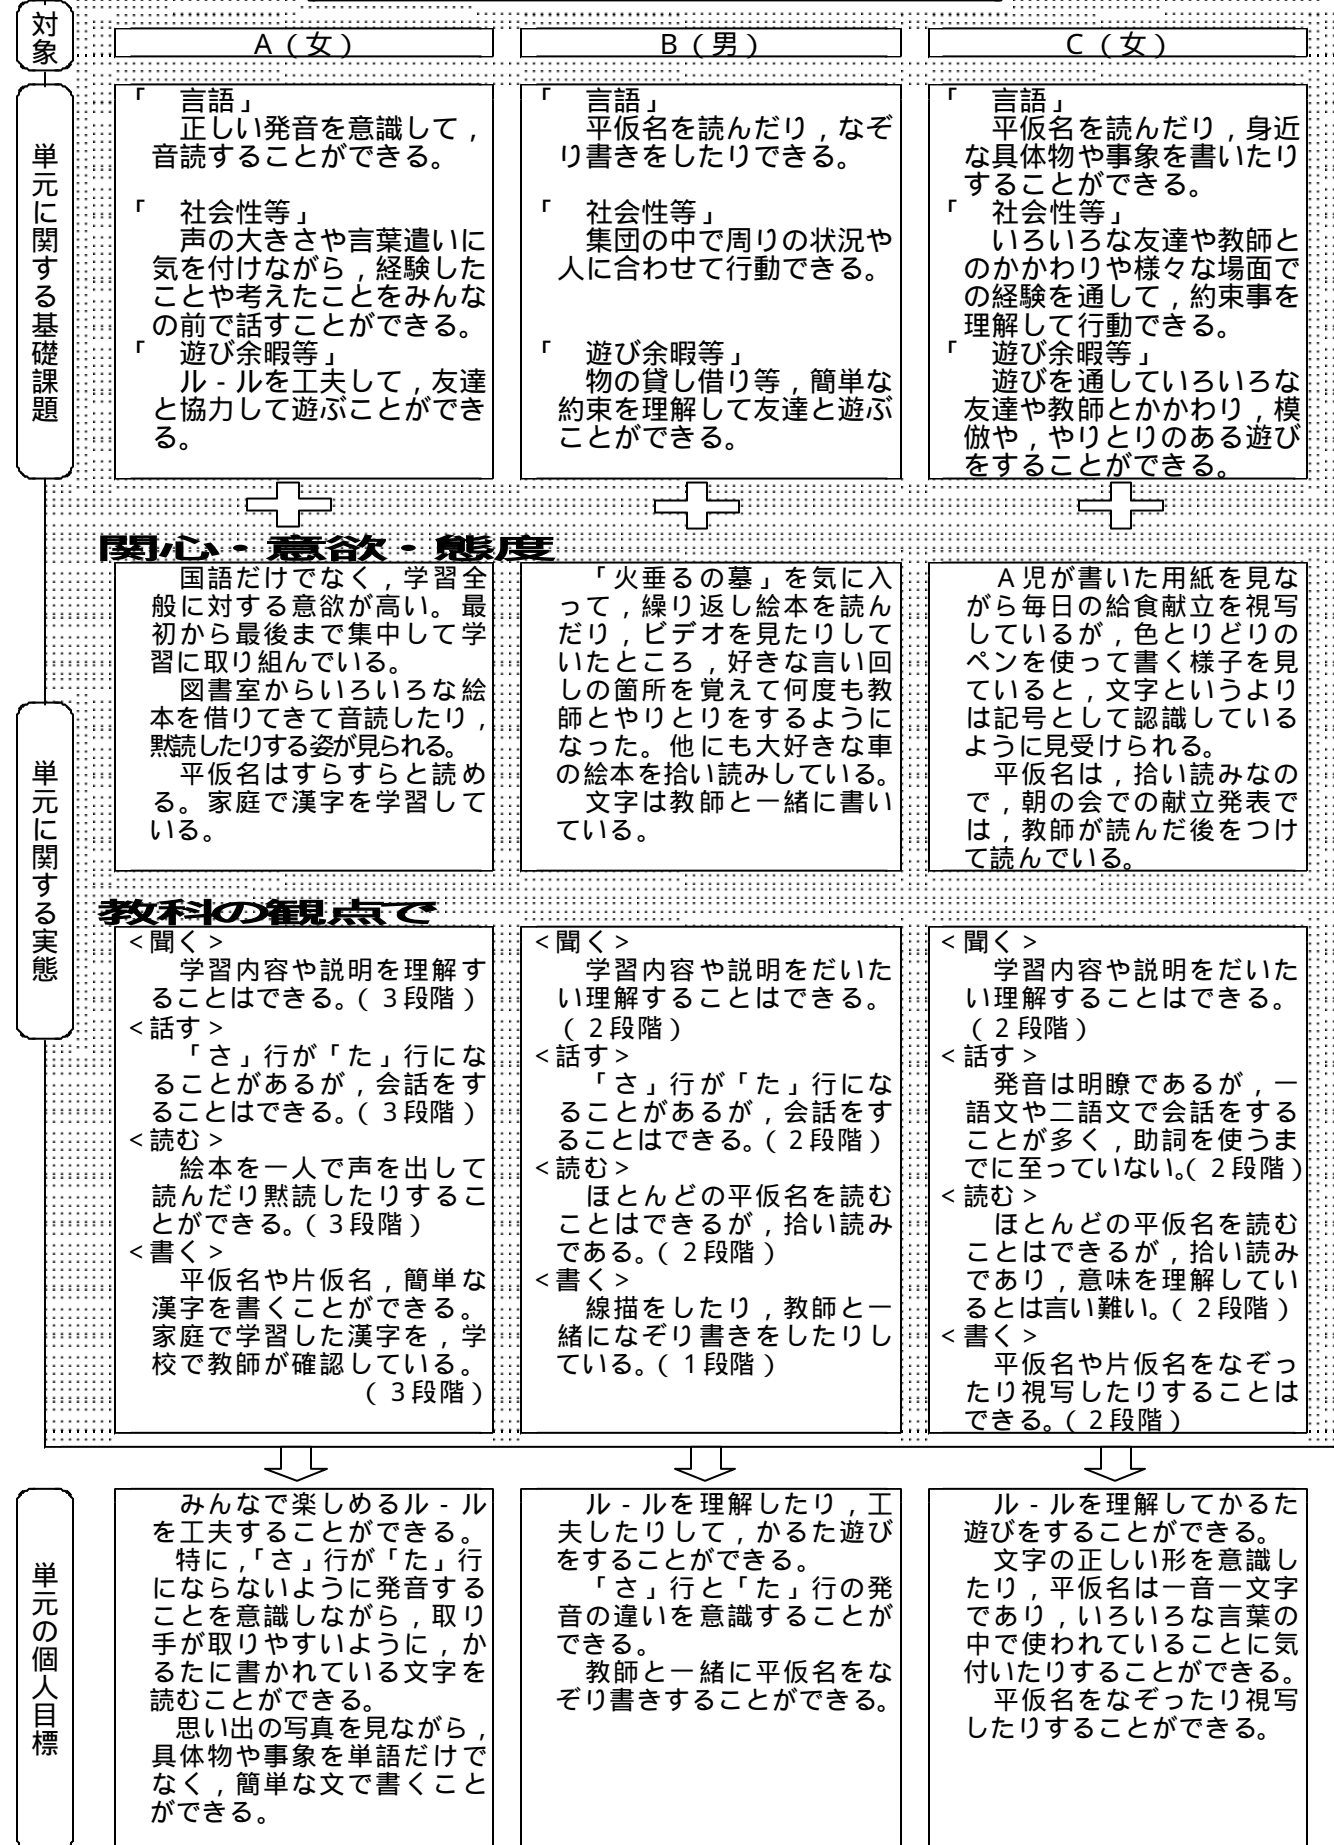 対象
A（女）
B（男）
C（女）
単元に関する基礎課題
「　言語」
正しい発音を意識して，
音読することができる。
「　社会性等」
声の大きさや言葉遣いに
気を付けながら，経験した
ことや考えたことをみんな
の前で話すことができる。
「　遊び余暇等」
ル-ルを工夫して，友達
と協力して遊ぶことができ
る。
「　言語」
平仮名を読んだり，なぞ
り書きをしたりできる。
「　社会性等」
集団の中で周りの状況や
人に合わせて行動できる。
「　遊び余暇等」
物の貸し借り等，簡単な
約束を理解して友達と遊ぶ
ことができる。
「　言語」
平仮名を読んだり，身近
な具体物や事象を書いたり
することができる。
「　社会性等」
いろいろな友達や教師と
のかかわりや様々な場面で
の経験を通して，約束事を
理解して行動できる。
「　遊び余暇等」
遊びを通していろいろな
友達や教師とかかわり，模
倣や，やりとりのある遊び
をすることができる。
単元に関する実態
関心・意欲・態度
国語だけでなく，学習全
般に対する意欲が高い。最
初から最後まで集中して学
習に取り組んでいる。
図書室からいろいろな絵
本を借りてきて音読したり，
黙読したりする姿が見られる。
平仮名はすらすらと読め
る。家庭で漢字を学習して
いる。
「火垂るの墓」を気に入
って，繰り返し絵本を読ん
だり，ビデオを見たりして
いたところ，好きな言い回
しの箇所を覚えて何度も教
師とやりとりをするように
なった。他にも大好きな車
の絵本を拾い読みしている。
文字は教師と一緒に書い
ている。
A児が書いた用紙を見な
がら毎日の給食献立を視写
しているが，色とりどりの
ペンを使って書く様子を見
ていると，文字というより
は記号として認識している
ように見受けられる。
平仮名は，拾い読みなの
で，朝の会での献立発表で
は，教師が読んだ後をつけ
て読んでいる。
教科の観点で
<聞く>
学習内容や説明を理解す
ることはできる。（3段階）
<話す>
「さ」行が「た」行にな
ることがあるが，会話をす
ることはできる。（3段階）
<読む>
絵本を一人で声を出して
読んだり黙読したりするこ
とができる。（3段階）
<書く>
平仮名や片仮名，簡単な
漢字を書くことができる。
家庭で学習した漢字を，学
校で教師が確認している。
（3段階）
<聞く>
学習内容や説明をだいた
い理解することはできる。
（2段階）
<話す>
「さ」行が「た」行にな
ることがあるが，会話をす
ることはできる。（2段階）
<読む>
ほとんどの平仮名を読む
ことはできるが，拾い読み
である。（2段階）
<書く>
線描をしたり，教師と一
緒になぞり書きをしたりし
ている。（1段階）
<聞く>
学習内容や説明をだいた
い理解することはできる。
（2段階）
<話す>
発音は明瞭であるが，一
語文や二語文で会話をする
ことが多く，助詞を使うま
でに至っていない。（2段階）
<読む>
ほとんどの平仮名を読む
ことはできるが，拾い読み
であり，意味を理解してい
るとは言い難い。（2段階）
<書く>
平仮名や片仮名をなぞっ
たり視写したりすることは
できる。（2段階）
単元の個人目標
みんなで楽しめるル-ル
を工夫することができる。
特に，「さ」行が「た」行
にならないように発音する
ことを意識しながら，取り
手が取りやすいように，か
るたに書かれている文字を
読むことができる。
思い出の写真を見ながら，
具体物や事象を単語だけで
なく，簡単な文で書くこと
ができる。
ル-ルを理解したり，工
夫したりして，かるた遊び
をすることができる。
「さ」行と「た」行の発
音の違いを意識することが
できる。
教師と一緒に平仮名をな
ぞり書きすることができる。
ル-ルを理解してかるた
遊びをすることができる。
文字の正しい形を意識し
たり，平仮名は一音一文字
であり，いろいろな言葉の
中で使われていることに気
付いたりすることができる。
平仮名をなぞったり視写
したりすることができる。